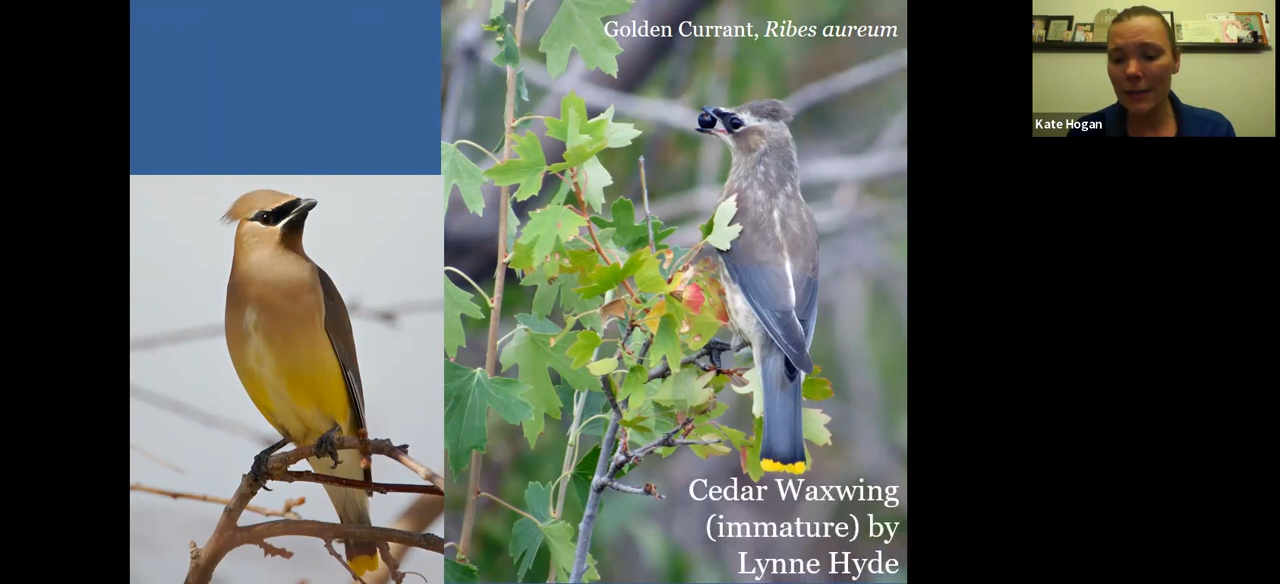 Golden Currant, Ribes aureum
Kate Hogan
Cedar Waxwing
(immature) by
Lynne Hyde